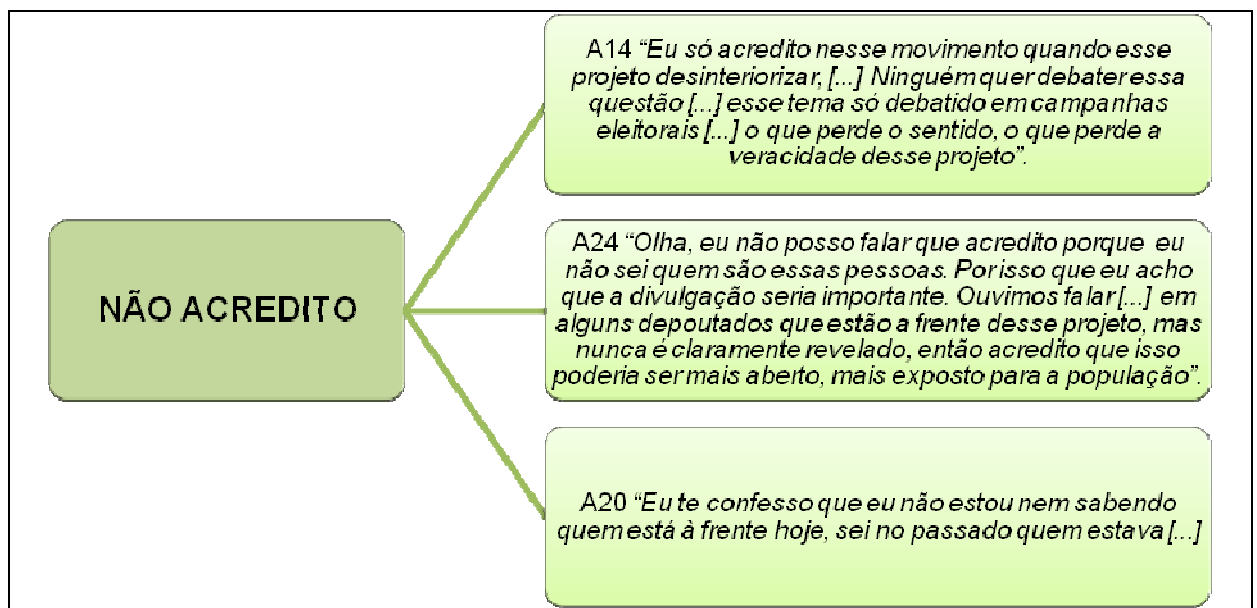 NÃO ACREDITO
A14 “Eu só acredito nesse movimento quando esse
projeto desinteriorizar, [...] Ninguém quer debater essa
questão [...] esse tema só debatido em campanhas
eleitorais [...] o que perde o sentido, o que perde a
veracidade desse projeto”.
A24 “Olha, eu não posso falar que acredito porque eu
não sei quem são essas pessoas. Por isso que eu acho
que a divulgação seria importante. Ouvimos falar [...] em
alguns depoutados que estão a frente desse projeto, mas
nunca é claramente revelado, então acredito que isso
poderia ser mais aberto, mais exposto para a população”.
A20 “Eu te confesso que eu não estou nem sabendo
quem está à frente hoje, sei no passado quem estava [...]